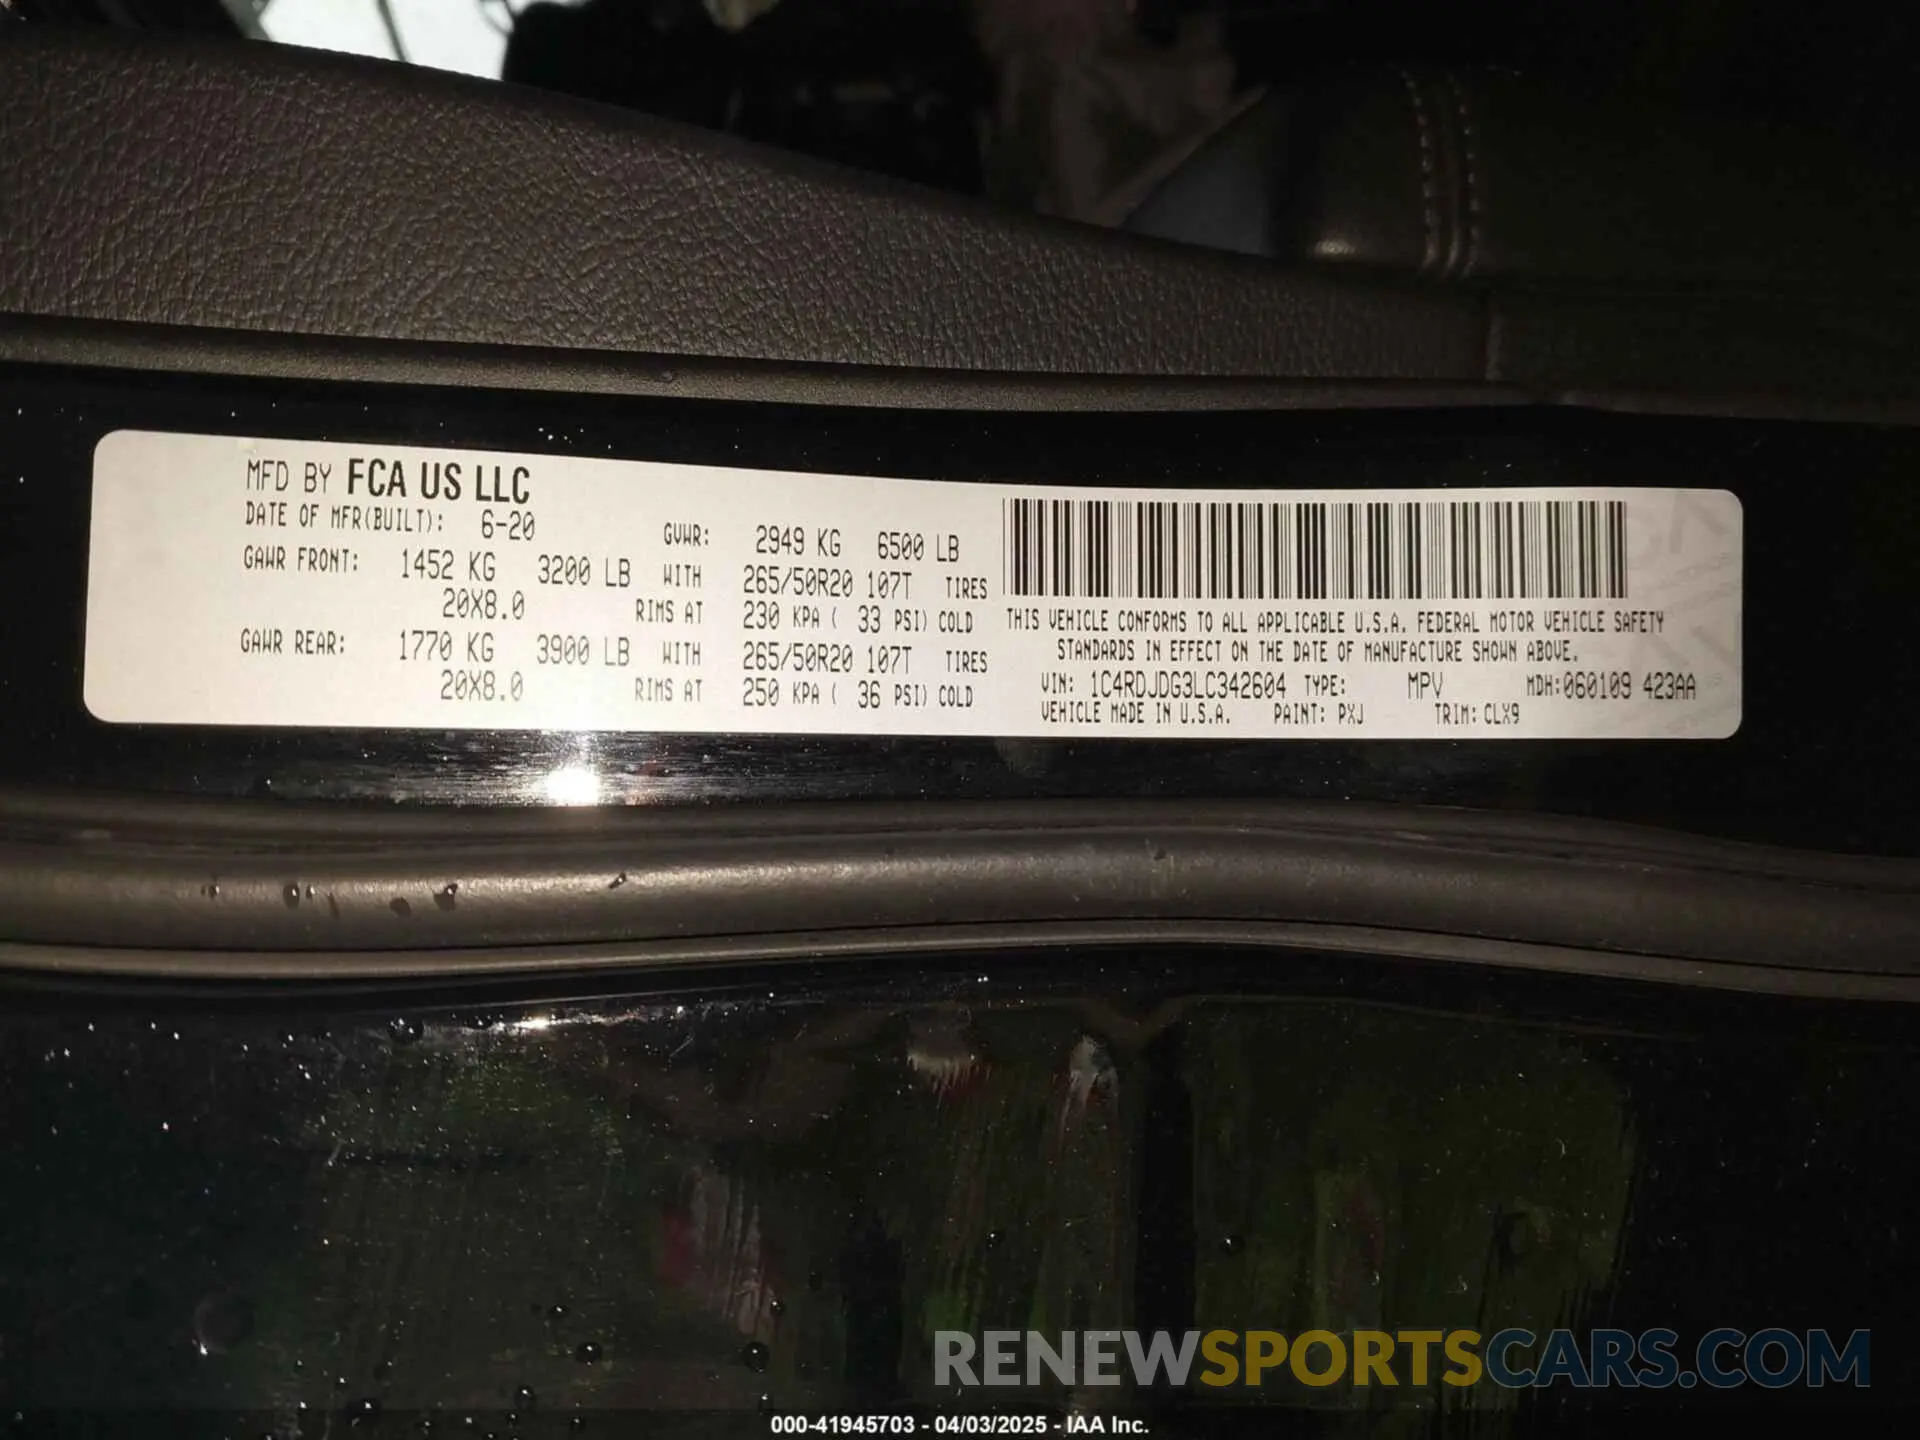 MFD BY FCA US LLC
DATE OF MFR(BUILT): 6-20
GVWR: 2949 KG 6500 LB
GAWR FRONT: 1452 KG 3200 LB WITH 265/50R20 107T TIRES
20X8.0 RIMS AT 230 KPA ( 33 PSI) COLD
GAWR REAR: 1770 KG 3900 LB WITH 265/50R20 107T TIRES
20X8.0 RIMS AT 250 KPA ( 36 PSI) COLD
THIS VEHICLE CONFORMS TO ALL APPLICABLE U.S.A. FEDERAL MOTOR VEHICLE SAFETY
STANDARDS IN EFFECT ON THE DATE OF MANUFACTURE SHOWN ABOVE.
VIN: 1C4RDJDG3LC342604 TYPE: MPV MDH:060109 423AA
VEHICLE MADE IN U.S.A. PAINT: PXJ TRIM: CLX9
RENEWSPORTSCARS.COM
000-41945703 - 04/03/2025 - IAA Inc.